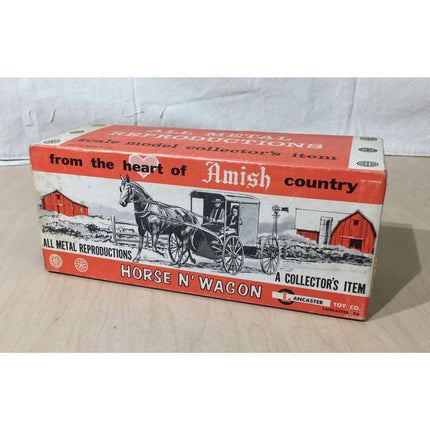 ALL METAL
REPRODUCTIONS
scale model collector's item
from the heart of Amish country
ALL METAL REPRODUCTIONS
A COLLECTOR'S ITEM
HORSE N' WAGON
LANCASTER TOY CO.
LANCASTER, PA